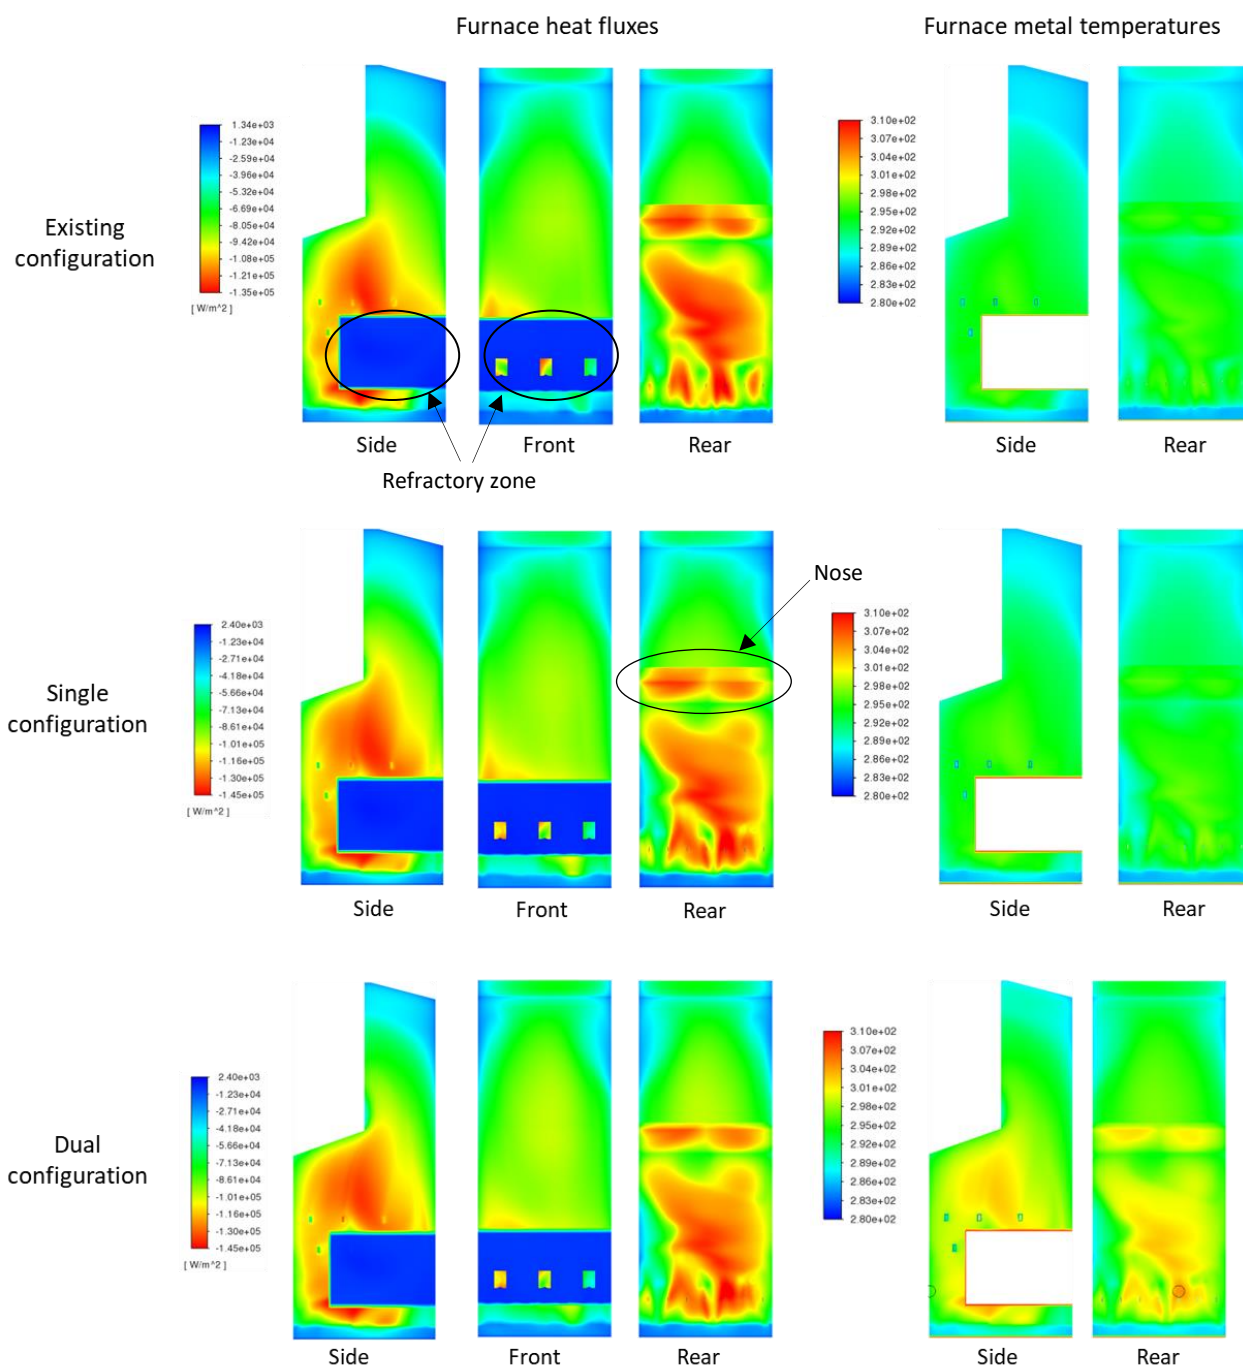 Furnace heat fluxes
Furnace metal temperatures
Existing
configuration
1.34e+03
-1.23e+04
-2.59e+04
-3.96e+04
-5.32e+04
-6.69e+04
-8.05e+04
-9.42e+04
-1.08e+05
-1.21e+05
-1.35e+05
[ W/m^2 ]
3.10e+02
3.07e+02
3.04e+02
3.01e+02
2.98e+02
2.95e+02
2.92e+02
2.89e+02
2.86e+02
2.83e+02
2.80e+02
Side
Front
Rear
Side
Rear
Refractory zone
Nose
Single
configuration
2.40e+03
-1.23e+04
-2.71e+04
-4.18e+04
-5.66e+04
-7.13e+04
-8.61e+04
-1.01e+05
-1.16e+05
-1.30e+05
-1.45e+05
[ W/m^2 ]
3.10e+02
3.07e+02
3.04e+02
3.01e+02
2.98e+02
2.95e+02
2.92e+02
2.89e+02
2.86e+02
2.83e+02
2.80e+02
Side
Front
Rear
Side
Rear
Dual
configuration
2.40e+03
-1.23e+04
-2.71e+04
-4.18e+04
-5.66e+04
-7.13e+04
-8.61e+04
-1.01e+05
-1.16e+05
-1.30e+05
-1.45e+05
[ W/m^2 ]
3.10e+02
3.07e+02
3.04e+02
3.01e+02
2.98e+02
2.95e+02
2.92e+02
2.89e+02
2.86e+02
2.83e+02
2.80e+02
Side
Front
Rear
Side
Rear